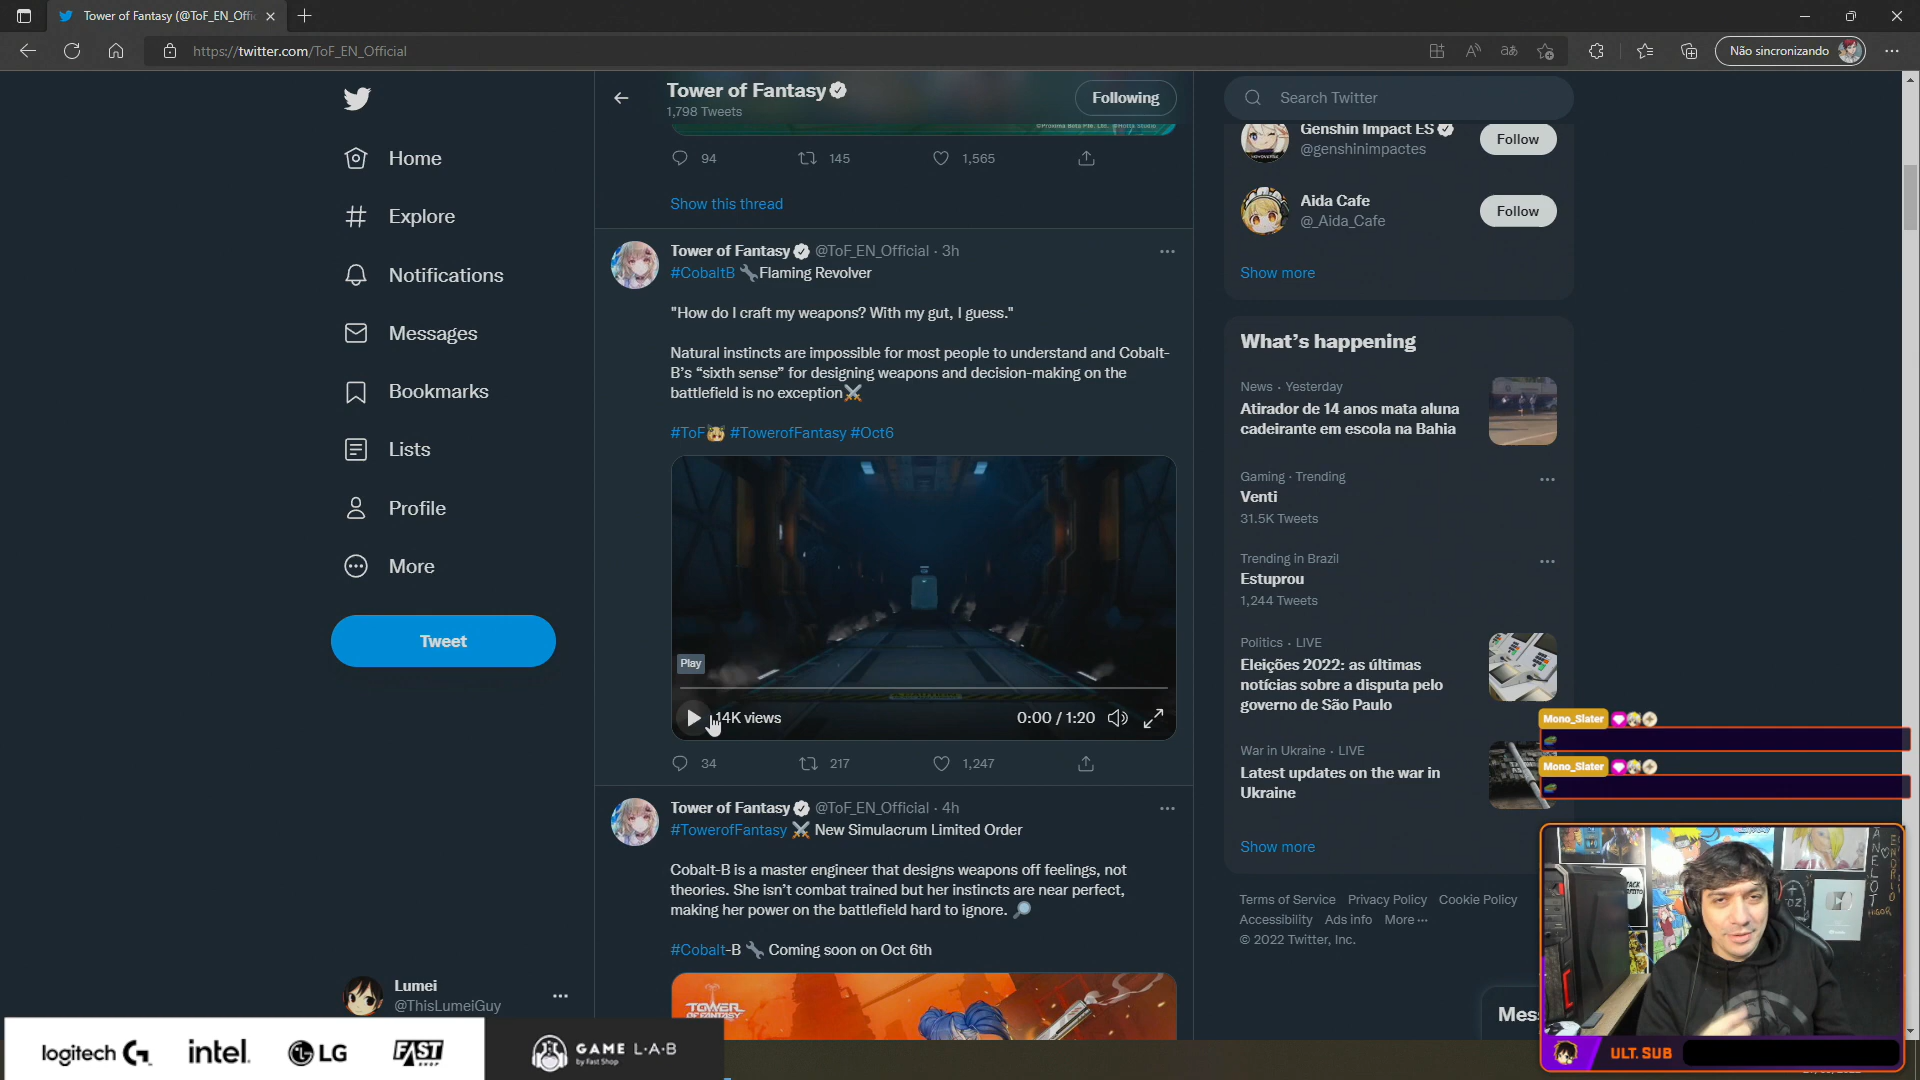 Tower of Fantasy (@ToF_EN_Offic
https://twitter.com/ToF_EN_Official
Não sincronizando
Home
Explore
Notifications
Messages
Bookmarks
Lists
Profile
More
Tweet
Lumei
@ThisLumeiGuy
Tower of Fantasy
1,798 Tweets
Following
94
145
1,565
Show this thread
Tower of Fantasy @ToF_EN_Official · 3h
#CobaltB 🔧Flaming Revolver
"How do I craft my weapons? With my gut, I guess."
Natural instincts are impossible for most people to understand and Cobalt-
B's “sixth sense” for designing weapons and decision-making on the
battlefield is no exception⚔
#ToF #TowerofFantasy #Oct6
Play
14K views
0:00 / 1:20
34
217
1,247
Tower of Fantasy @ToF_EN_Official · 4h
#TowerofFantasy ⚔ New Simulacrum Limited Order
Cobalt-B is a master engineer that designs weapons off feelings, not
theories. She isn't combat trained but her instincts are near perfect,
making her power on the battlefield hard to ignore. 🔎
#Cobalt-B 🔧 Coming soon on Oct 6th
TOWER
OF FANTASY
Search Twitter
Genshin Impact ES
@genshinimpactes
Follow
Aida Cafe
@_Aida_Cafe
Follow
Show more
What's happening
News · Yesterday
Atirador de 14 anos mata aluna
cadeirante em escola na Bahia
Gaming · Trending
Venti
31.5K Tweets
Trending in Brazil
Estuprou
1,244 Tweets
Politics · LIVE
Eleições 2022: as últimas
notícias sobre a disputa pelo
governo de São Paulo
War in Ukraine · LIVE
Latest updates on the war in
Ukraine
Show more
Terms of Service Privacy Policy Cookie Policy
Accessibility Ads info More ···
© 2022 Twitter, Inc.
Mess
Mono_Slater
Mono_Slater
ULT. SUB
logitech G
intel.
LG
FAST
SHOP
GAME L·A·B
by Fast Shop